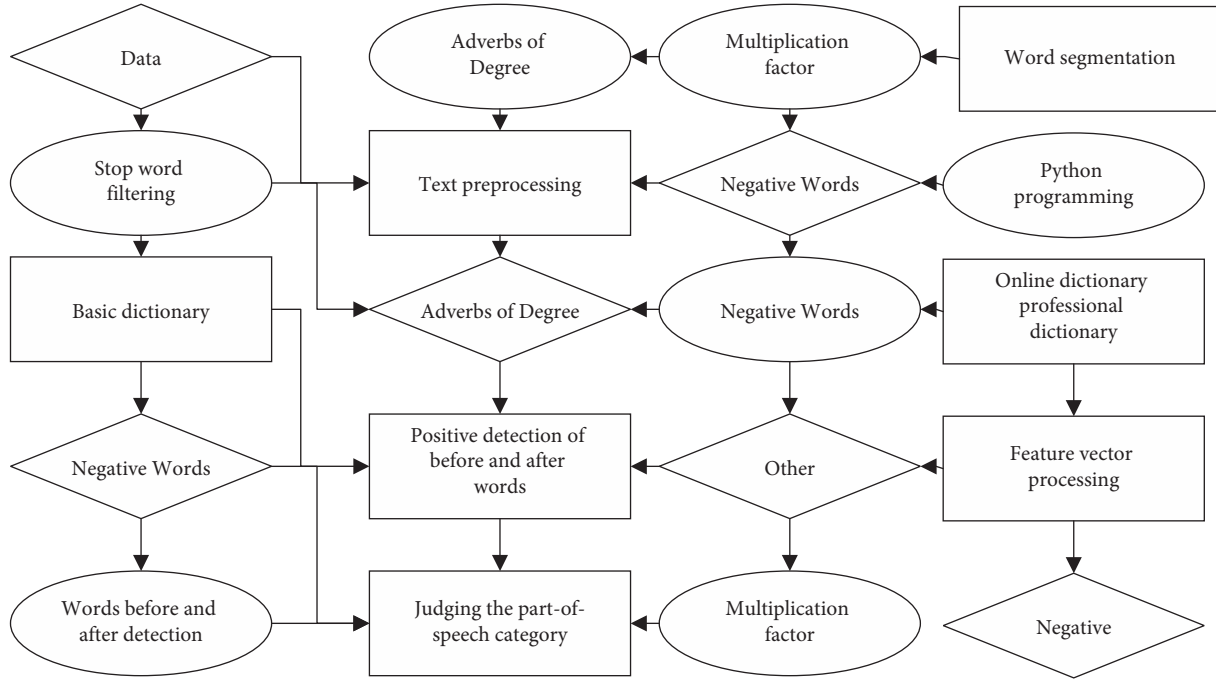 Data
Adverbs of
Degree
Multiplication
factor
Word segmentation
Stop word
filtering
Text preprocessing
Negative Words
Python
programming
Basic dictionary
Adverbs of Degree
Negative Words
Online dictionary
professional
dictionary
Negative Words
Positive detection of
before and after
words
Other
Feature vector
processing
Words before and
after detection
Judging the part-of-
speech category
Multiplication
factor
Negative